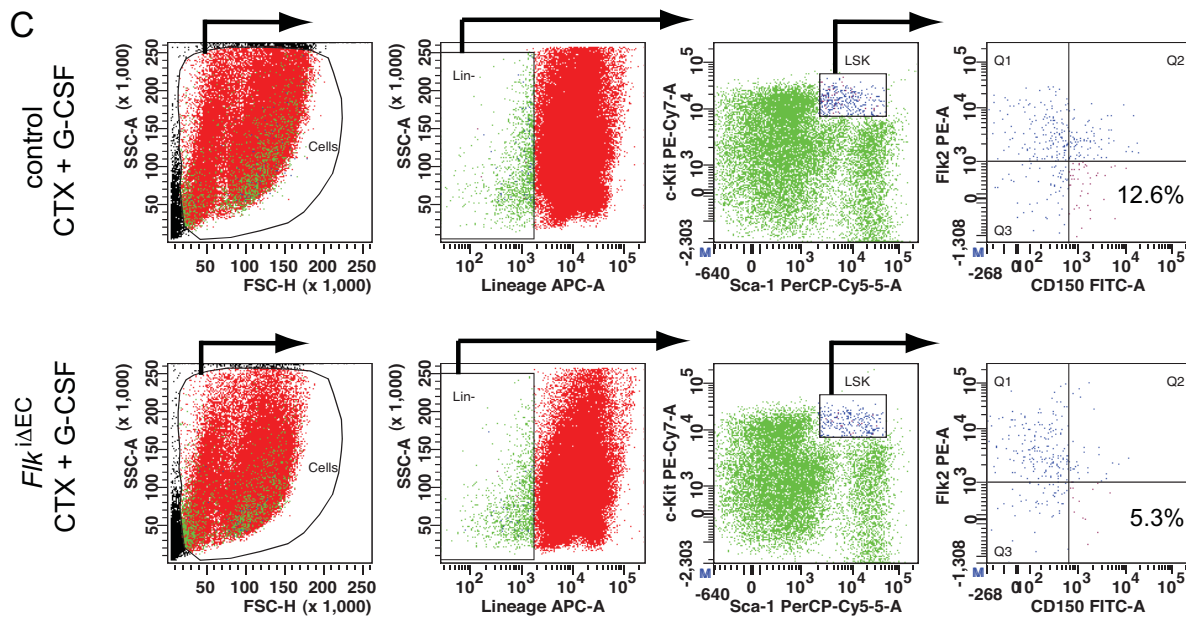 C
control
CTX + G-CSF
SSC-A (x 1,000)
250
200
150
100
50
Cells
50 100 150 200 250
FSC-H (x 1,000)
SSC-A (x 1,000)
250
200
150
100
50
Lin-
10² 10³ 10⁴ 10⁵
Lineage APC-A
c-Kit PE-Cy7-A
10⁵
10⁴
10³
0
-2,303
LSK
M
-640 0 10³ 10⁴ 10⁵
Sca-1 PerCP-Cy5-5-A
Flk2 PE-A
10⁵
10⁴
10³
0
-1,308
Q1 Q2
12.6%
Q3
M
-268 0 10² 10³ 10⁴ 10⁵
CD150 FITC-A
Flk iΔEC
CTX + G-CSF
SSC-A (x 1,000)
250
200
150
100
50
Cells
50 100 150 200 250
FSC-H (x 1,000)
SSC-A (x 1,000)
250
200
150
100
50
Lin-
10² 10³ 10⁴ 10⁵
Lineage APC-A
c-Kit PE-Cy7-A
10⁵
10⁴
10³
0
-2,303
LSK
M
-640 0 10³ 10⁴ 10⁵
Sca-1 PerCP-Cy5-5-A
Flk2 PE-A
10⁵
10⁴
10³
0
-1,308
Q1 Q2
5.3%
Q3
M
-268 0 10² 10³ 10⁴ 10⁵
CD150 FITC-A